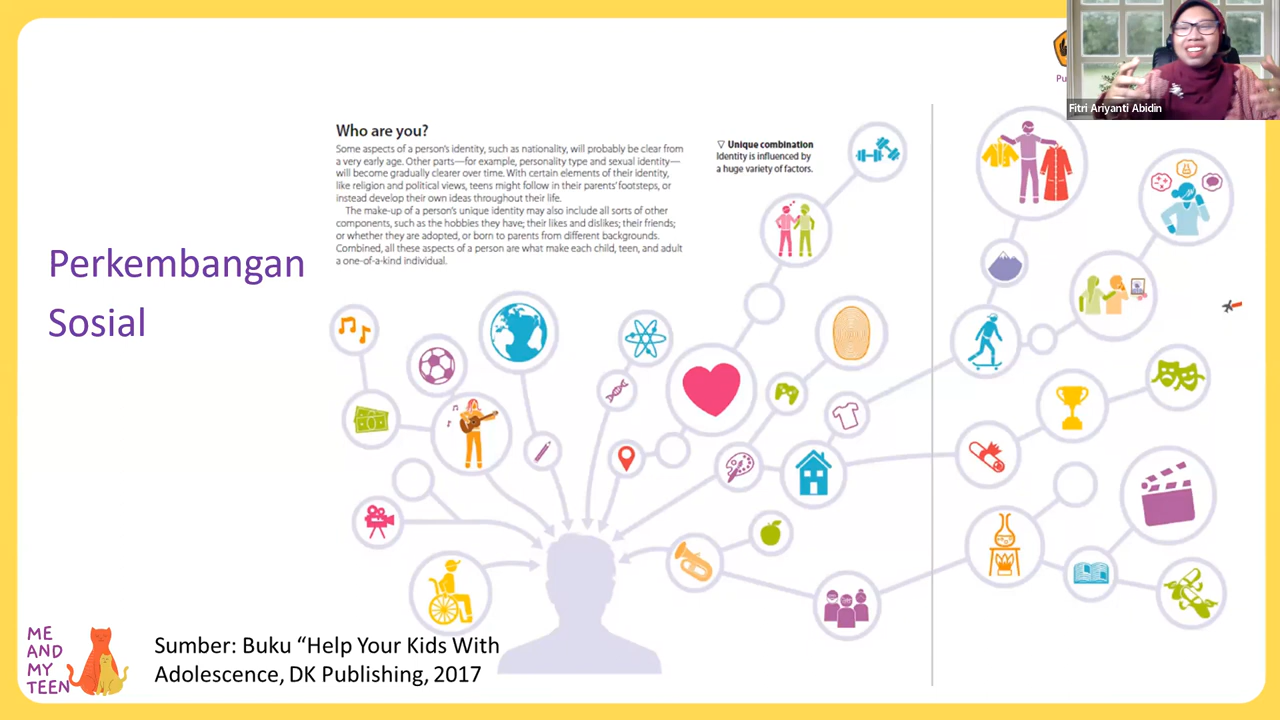 Perkembangan
Sosial
Who are you?
Some aspects of a person's identity, such as nationality, will probably be clear from
a very early age. Other parts—for example, personality type and sexual identity—
will become gradually clearer over time. With certain elements of their identity,
like religion and political views, teens might follow in their parents' footsteps, or
instead develop their own ideas throughout their life.
The make-up of a person's unique identity may also include all sorts of other
components, such as the hobbies they have; their likes and dislikes; their friends;
or whether they are adopted, or born to parents from different backgrounds.
Combined, all these aspects of a person are what make each child, teen, and adult
a one-of-a-kind individual.
▽ Unique combination
Identity is influenced by
a huge variety of factors.
Pu
Fitri Ariyanti Abidin
ME
AND
MY
TEEN
Sumber: Buku “Help Your Kids With
Adolescence, DK Publishing, 2017